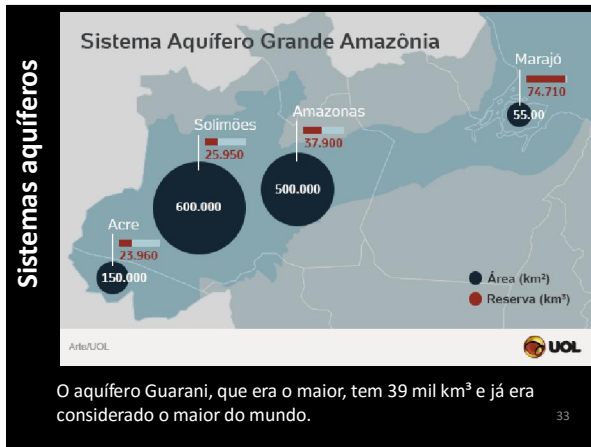 Sistemas aquíferos
Sistema Aquífero Grande Amazônia
Marajó
74.710
55.00
Amazonas
37.900
500.000
Solimões
25.950
600.000
Acre
23.960
150.000
Área (km²)
Reserva (km³)
Arte/UOL
UOL
O aquífero Guarani, que era o maior, tem 39 mil km³ e já era
considerado o maior do mundo.
33